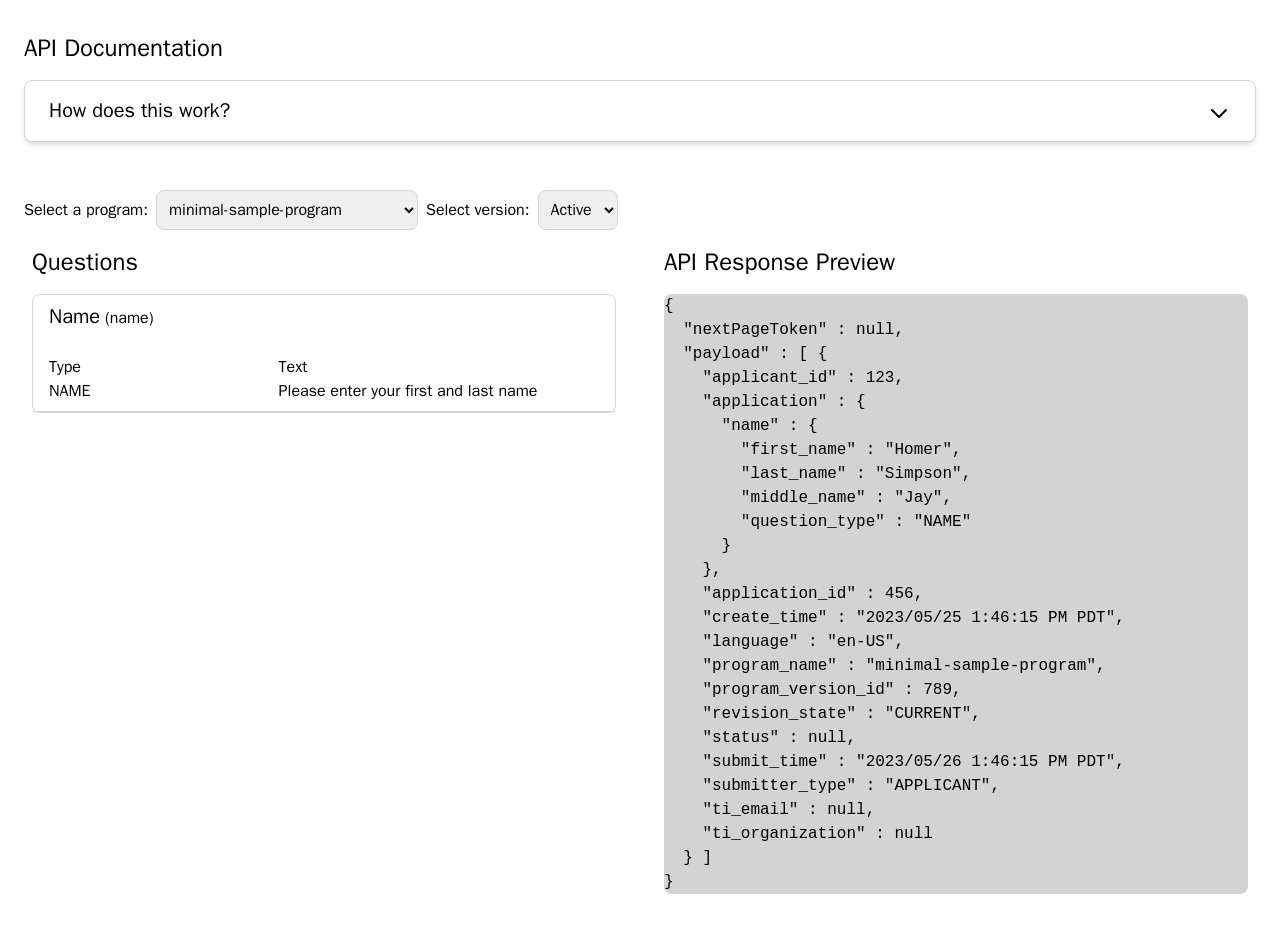 API Documentation
How does this work?
Select a program: minimal-sample-program Select version: Active
Questions
Name (name)
Type Text
NAME Please enter your first and last name
API Response Preview
{
  "nextPageToken" : null,
  "payload" : [ {
    "applicant_id" : 123,
    "application" : {
      "name" : {
        "first_name" : "Homer",
        "last_name" : "Simpson",
        "middle_name" : "Jay",
        "question_type" : "NAME"
      }
    },
    "application_id" : 456,
    "create_time" : "2023/05/25 1:46:15 PM PDT",
    "language" : "en-US",
    "program_name" : "minimal-sample-program",
    "program_version_id" : 789,
    "revision_state" : "CURRENT",
    "status" : null,
    "submit_time" : "2023/05/26 1:46:15 PM PDT",
    "submitter_type" : "APPLICANT",
    "ti_email" : null,
    "ti_organization" : null
  } ]
}